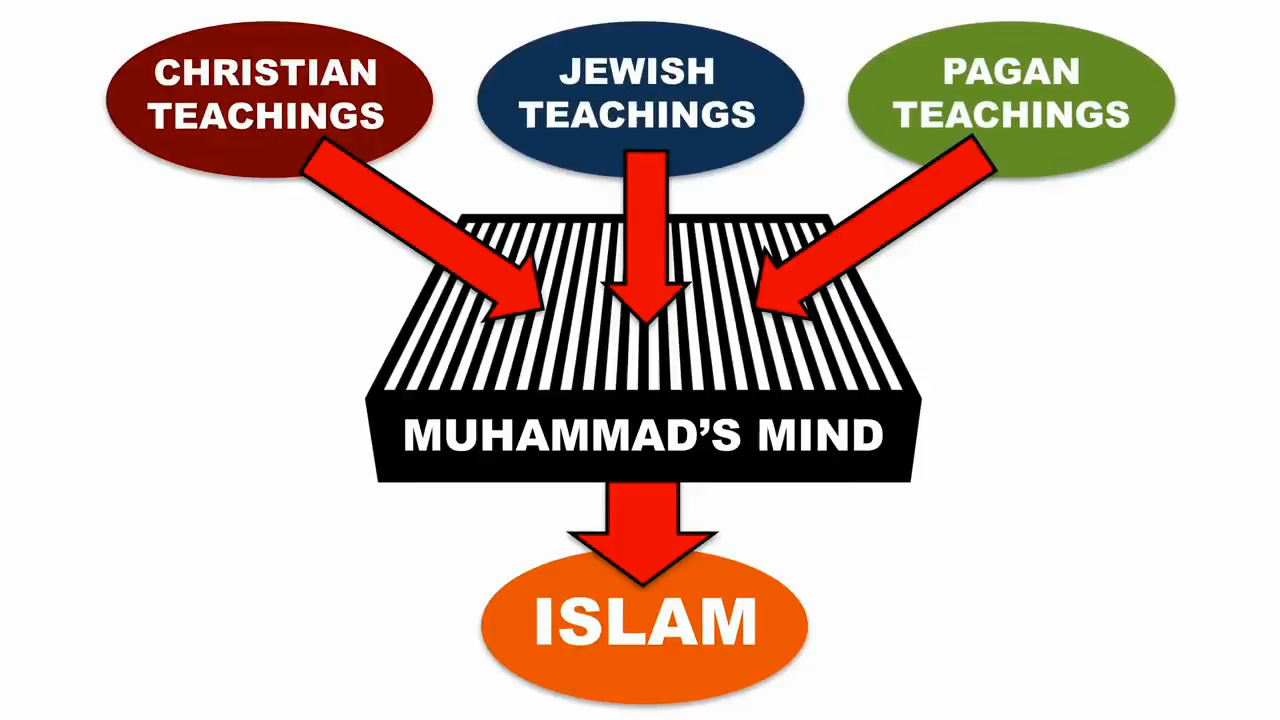 CHRISTIAN
TEACHINGS
JEWISH
TEACHINGS
PAGAN
TEACHINGS
MUHAMMAD’S MIND
ISLAM